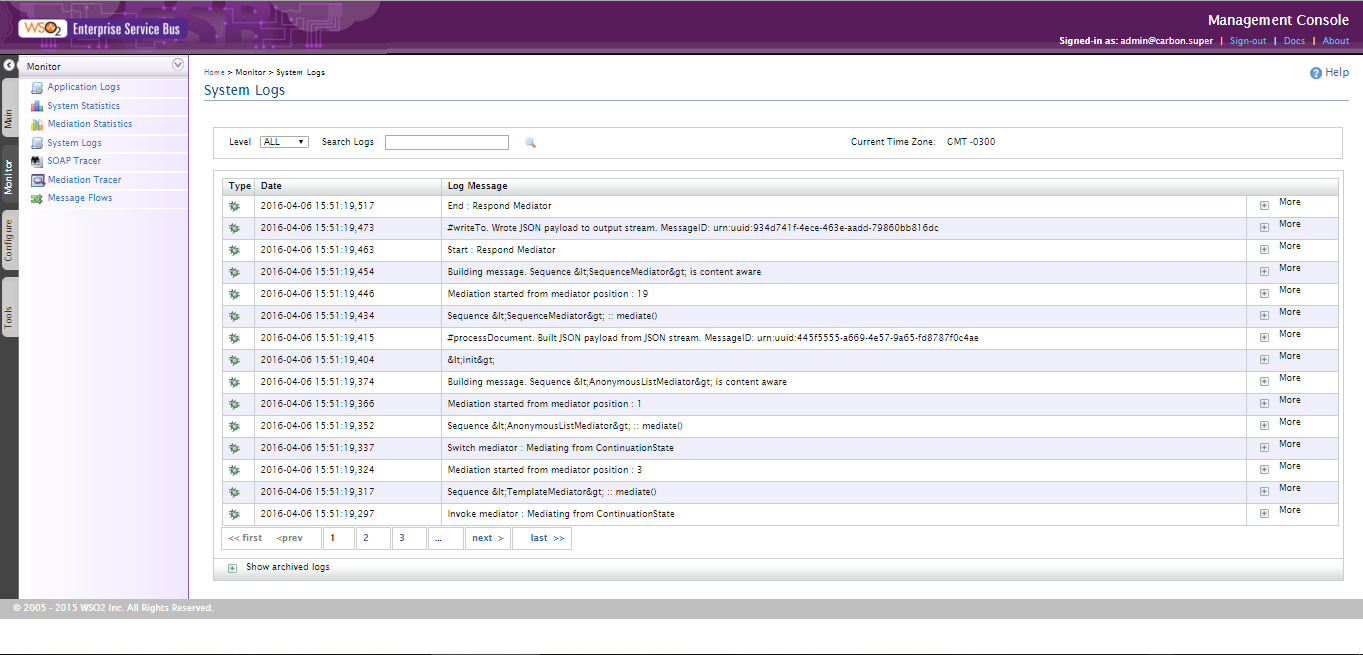 WSO2 Enterprise Service Bus
Management Console
Signed-in as: admin@carbon.super | Sign-out | Docs | About
Main
Monitor
Configure
Tools
Monitor
Application Logs
System Statistics
Mediation Statistics
System Logs
SOAP Tracer
Mediation Tracer
Message Flows
Home > Monitor > System Logs
Help
System Logs
Level ALL Search Logs Current Time Zone: GMT -0300
Type Date Log Message
2016-04-06 15:51:19,517 End : Respond Mediator More
2016-04-06 15:51:19,473 #writeTo. Wrote JSON payload to output stream. MessageID: urn:uuid:934d741f-4ece-463e-aadd-79860bb816dc More
2016-04-06 15:51:19,463 Start : Respond Mediator More
2016-04-06 15:51:19,454 Building message. Sequence &lt;SequenceMediator&gt; is content aware More
2016-04-06 15:51:19,446 Mediation started from mediator position : 19 More
2016-04-06 15:51:19,434 Sequence &lt;SequenceMediator&gt; :: mediate() More
2016-04-06 15:51:19,415 #processDocument. Built JSON payload from JSON stream. MessageID: urn:uuid:445f5555-a669-4e57-9a65-fd8787f0c4ae More
2016-04-06 15:51:19,404 &lt;init&gt; More
2016-04-06 15:51:19,374 Building message. Sequence &lt;AnonymousListMediator&gt; is content aware More
2016-04-06 15:51:19,366 Mediation started from mediator position : 1 More
2016-04-06 15:51:19,352 Sequence &lt;AnonymousListMediator&gt; :: mediate() More
2016-04-06 15:51:19,337 Switch mediator : Mediating from ContinuationState More
2016-04-06 15:51:19,324 Mediation started from mediator position : 3 More
2016-04-06 15:51:19,317 Sequence &lt;TemplateMediator&gt; :: mediate() More
2016-04-06 15:51:19,297 Invoke mediator : Mediating from ContinuationState More
<< first <prev 1 2 3 ... next > last >>
Show archived logs
© 2005 - 2015 WSO2 Inc. All Rights Reserved.